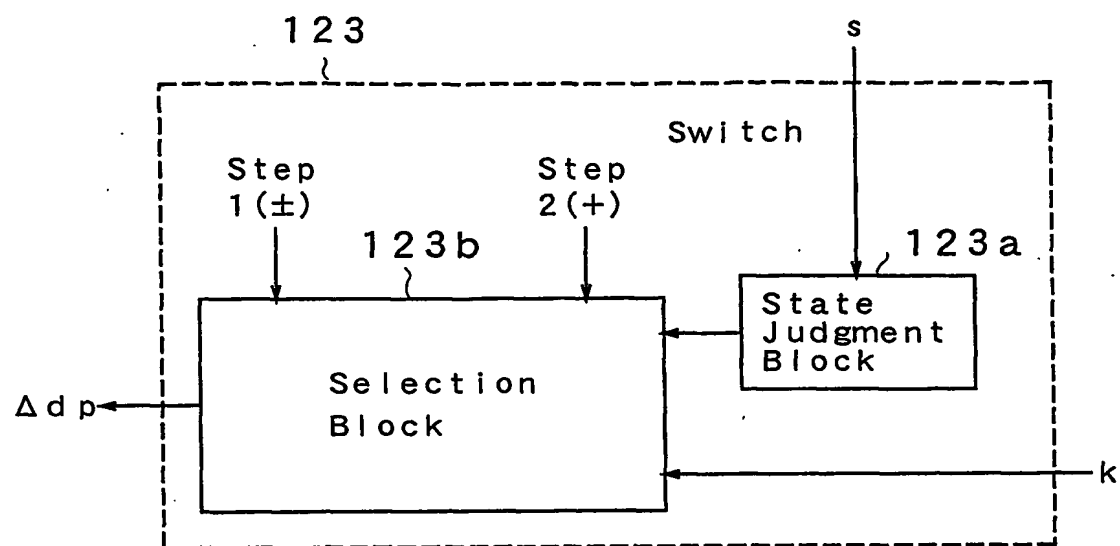 123
s
Switch
Step
1(±)
Step
2(+)
123b
123a
State
Judgment
Block
Selection
Block
Δdp
k